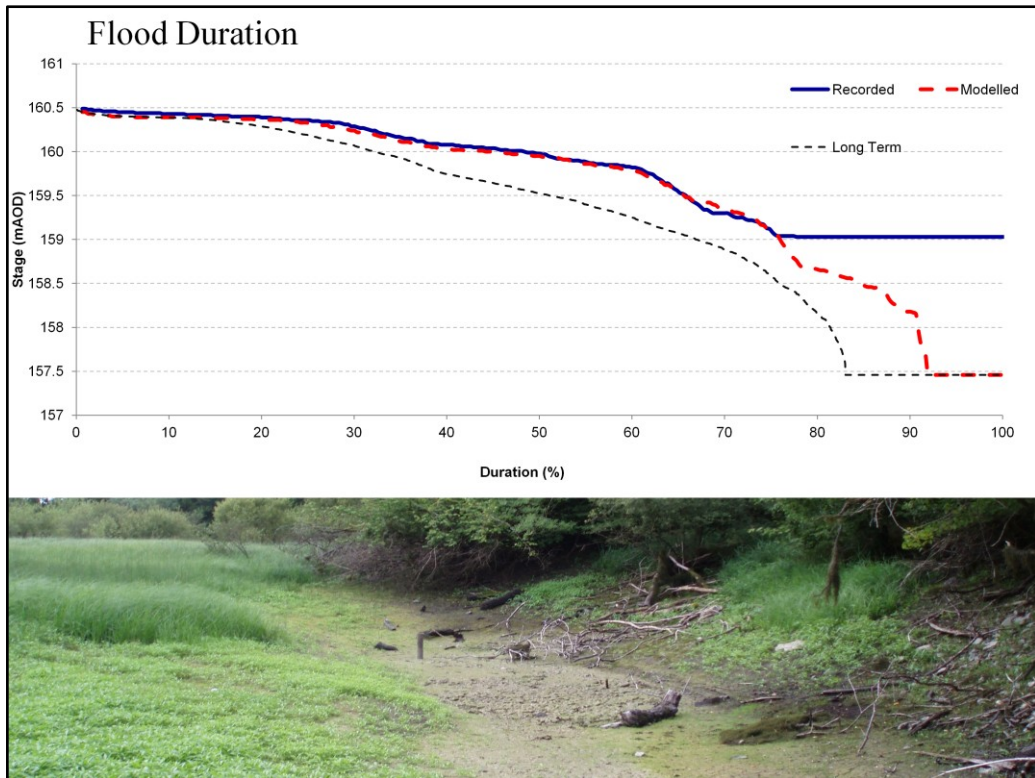 Flood Duration
161
160.5
160
159.5
159
158.5
158
157.5
157
Stage (mAOD)
Recorded
Modelled
Long Term
0 10 20 30 40 50 60 70 80 90 100
Duration (%)